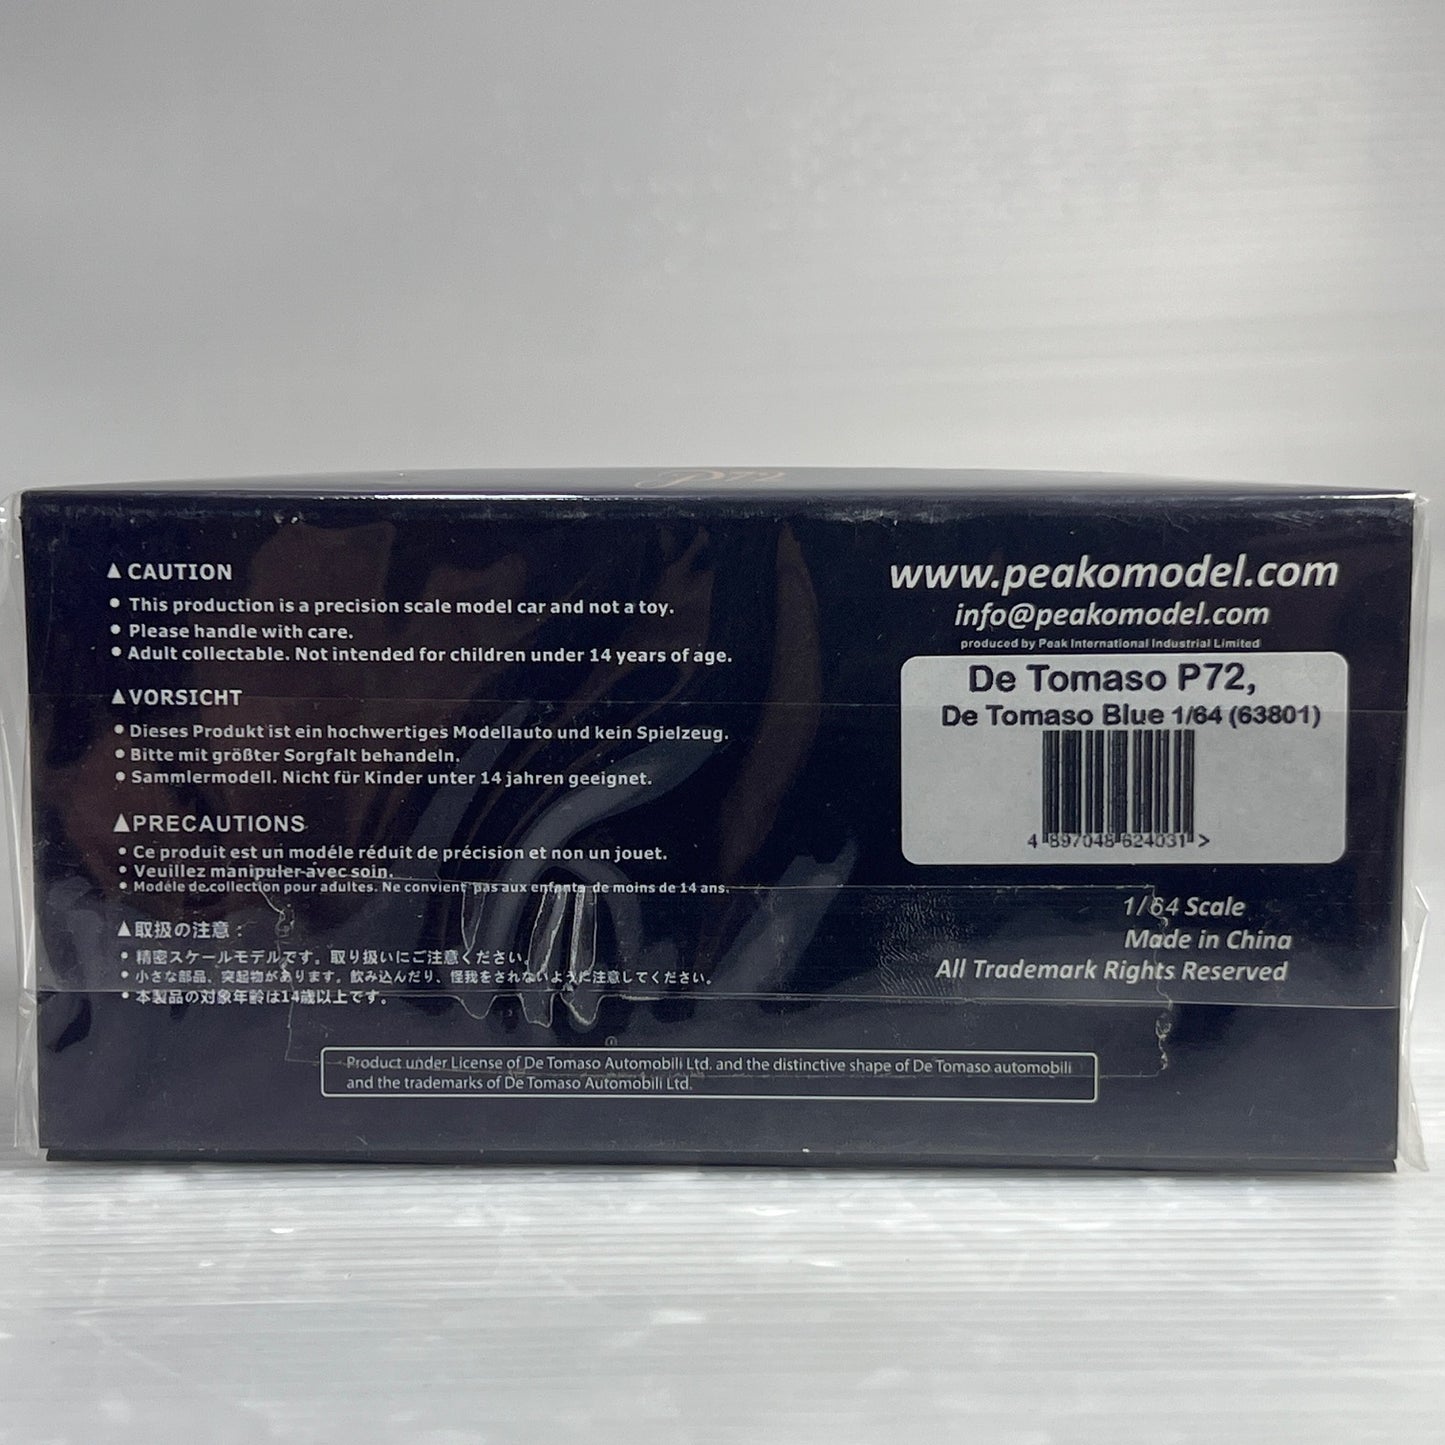 P72
▲CAUTION
• This production is a precision scale model car and not a toy.
• Please handle with care.
• Adult collectable. Not intended for children under 14 years of age.
▲VORSICHT
• Dieses Produkt ist ein hochwertiges Modellauto und kein Spielzeug.
• Bitte mit größter Sorgfalt behandeln.
• Sammlermodell. Nicht für Kinder unter 14 jahren geeignet.
▲PRECAUTIONS
• Ce produit est un modéle réduit de précision et non un jouet.
• Veuillez manipuler avec soin.
• Modéle de collection pour adultes. Ne convient pas aux enfants de moins de 14 ans.
▲取扱の注意：
• 精密スケールモデルです。取り扱いにご注意ください。
• 小さな部品、突起物があります。飲み込んだり、怪我をされないように注意してください。
• 本製品の対象年齢は14歳以上です。
www.peakomodel.com
info@peakomodel.com
produced by Peak International Industrial Limited
De Tomaso P72,
De Tomaso Blue 1/64 (63801)
4 897048 624031 >
1/64 Scale
Made in China
All Trademark Rights Reserved
Product under License of De Tomaso Automobili Ltd. and the distinctive shape of De Tomaso automobili
and the trademarks of De Tomaso Automobili Ltd.